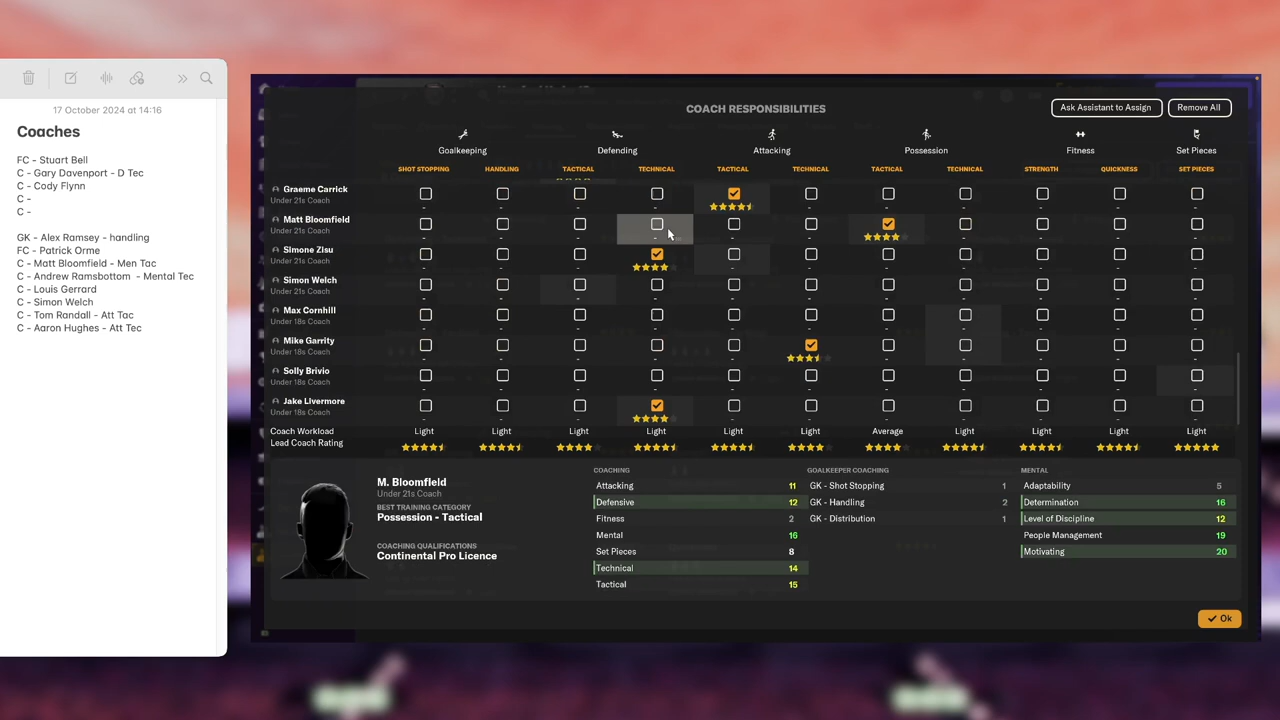 17 October 2024 at 14:16
Coaches
FC - Stuart Bell
C - Gary Davenport - D Tec
C - Cody Flynn
C -
C -
GK - Alex Ramsey - handling
FC - Patrick Orme
C - Matt Bloomfield - Men Tac
C - Andrew Ramsbottom - Mental Tec
C - Louis Gerrard
C - Simon Welch
C - Tom Randall - Att Tac
C - Aaron Hughes - Att Tec
COACH RESPONSIBILITIES
Ask Assistant to Assign
Remove All
Goalkeeping Defending Attacking Possession Fitness Set Pieces
SHOT STOPPING HANDLING TACTICAL TECHNICAL TACTICAL TECHNICAL TACTICAL TECHNICAL STRENGTH QUICKNESS SET PIECES
Graeme Carrick
Under 21s Coach
Matt Bloomfield
Under 21s Coach
Simone Zisu
Under 21s Coach
Simon Welch
Under 21s Coach
Max Cornhill
Under 18s Coach
Mike Garrity
Under 18s Coach
Solly Brivio
Under 18s Coach
Jake Livermore
Under 18s Coach
Coach Workload Light Light Light Light Light Light Average Light Light Light Light
Lead Coach Rating
M. Bloomfield
Under 21s Coach
BEST TRAINING CATEGORY
Possession - Tactical
COACHING QUALIFICATIONS
Continental Pro Licence
COACHING
Attacking 11
Defensive 12
Fitness 2
Mental 16
Set Pieces 8
Technical 14
Tactical 15
GOALKEEPER COACHING
GK - Shot Stopping 1
GK - Handling 2
GK - Distribution 1
MENTAL
Adaptability 5
Determination 16
Level of Discipline 12
People Management 19
Motivating 20
Ok